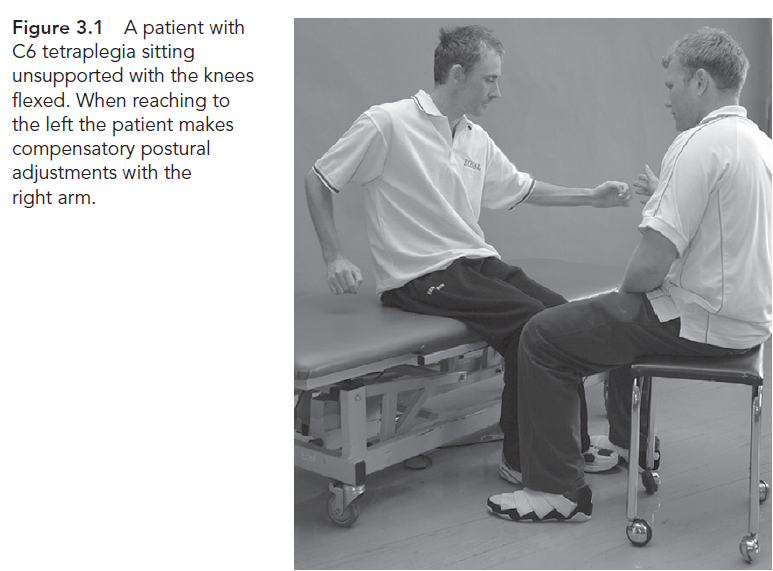 Figure 3.1 A patient with
C6 tetraplegia sitting
unsupported with the knees
flexed. When reaching to
the left the patient makes
compensatory postural
adjustments with the
right arm.